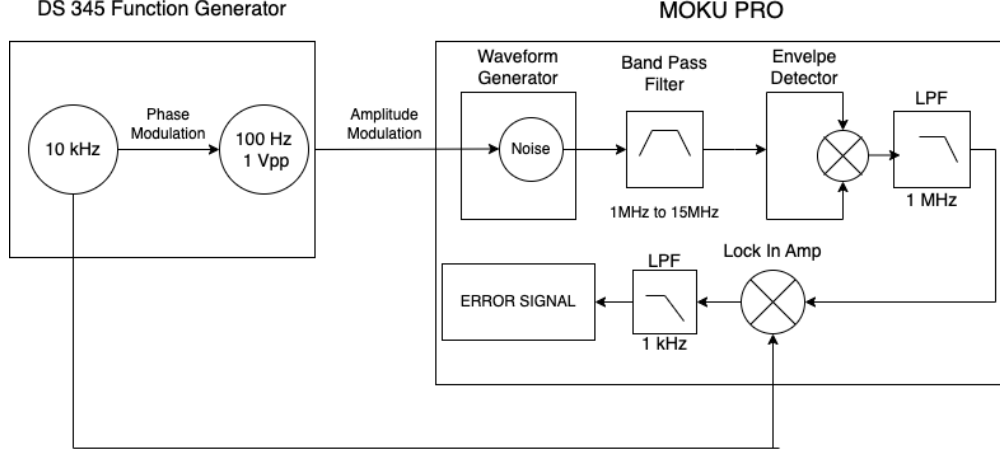 DS 345 Function Generator
MOKU PRO
Waveform
Generator
Band Pass
Filter
Envelpe
Detector
LPF
Phase
Modulation
Amplitude
Modulation
10 kHz
100 Hz
1 Vpp
Noise
1MHz to 15MHz
1 MHz
Lock In Amp
LPF
ERROR SIGNAL
1 kHz